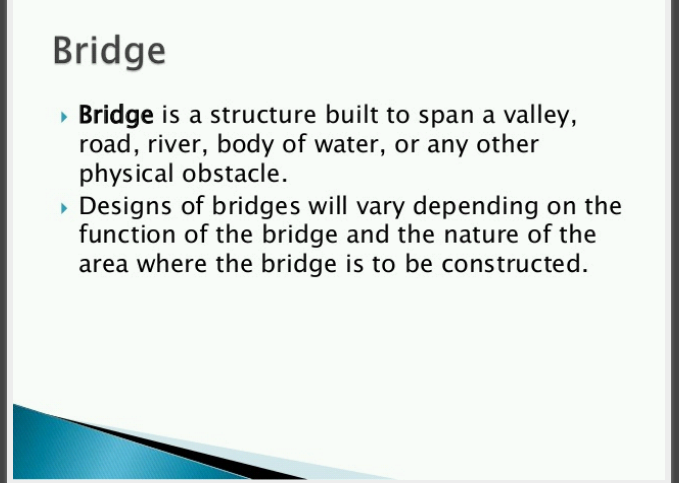 Bridge
Bridge is a structure built to span a valley,
road, river, body of water, or any other
physical obstacle.
Designs of bridges will vary depending on the
function of the bridge and the nature of the
area where the bridge is to be constructed.